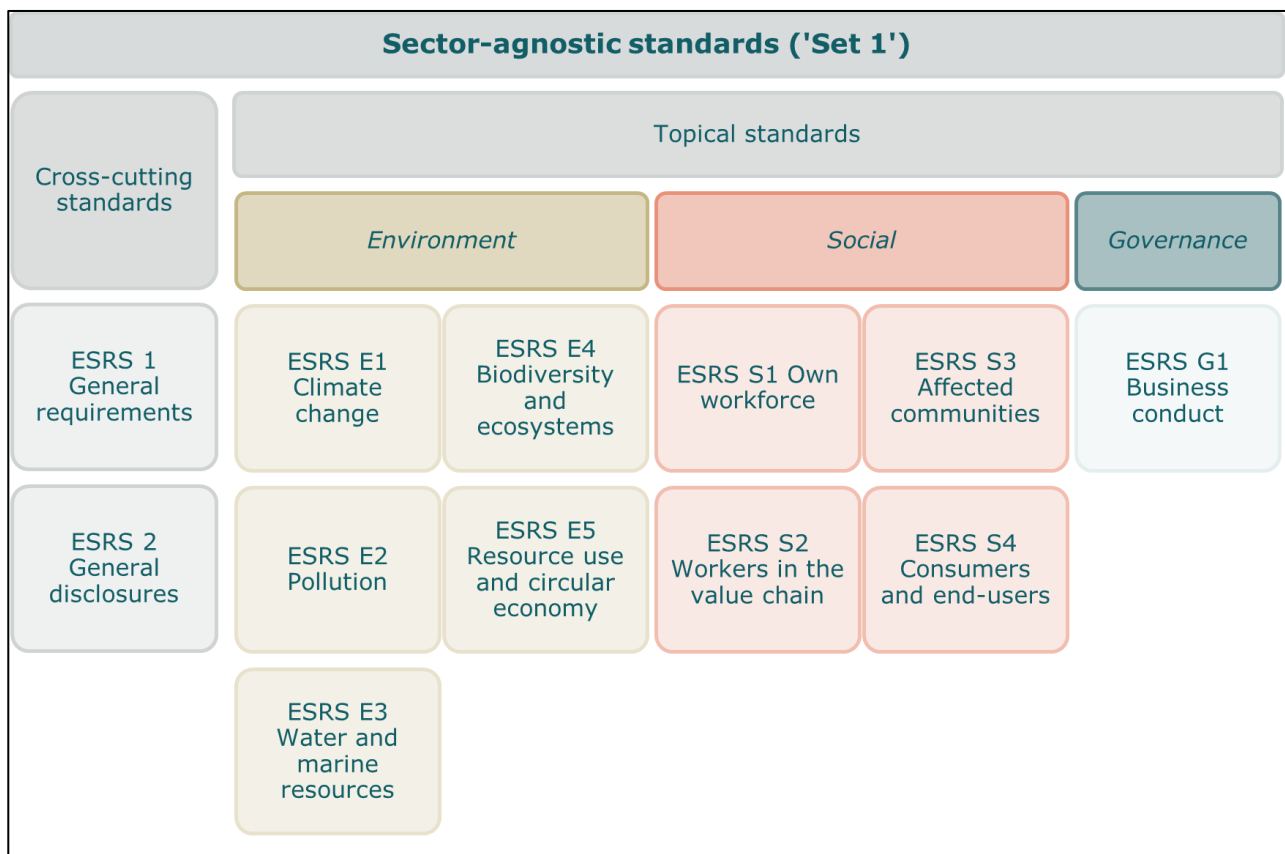 Sector-agnostic standards ('Set 1')
Cross-cutting
standards
Topical standards
Environment
Social
Governance
ESRS 1
General
requirements
ESRS E1
Climate
change
ESRS E4
Biodiversity
and
ecosystems
ESRS S1 Own
workforce
ESRS S3
Affected
communities
ESRS G1
Business
conduct
ESRS 2
General
disclosures
ESRS E2
Pollution
ESRS E5
Resource use
and circular
economy
ESRS S2
Workers in the
value chain
ESRS S4
Consumers
and end-users
ESRS E3
Water and
marine
resources